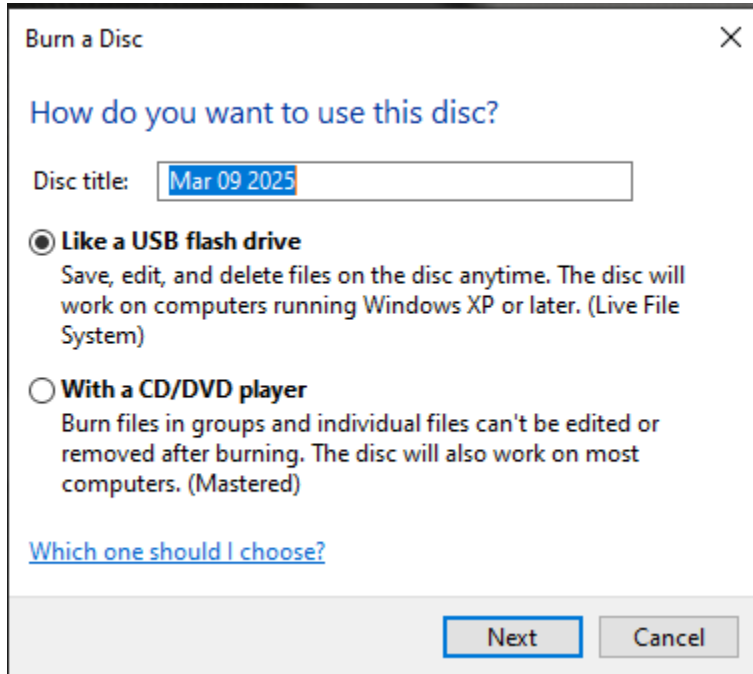 Burn a Disc
How do you want to use this disc?
Disc title: Mar 09 2025
Like a USB flash drive
Save, edit, and delete files on the disc anytime. The disc will
work on computers running Windows XP or later. (Live File
System)
With a CD/DVD player
Burn files in groups and individual files can't be edited or
removed after burning. The disc will also work on most
computers. (Mastered)
Which one should I choose?
Next Cancel